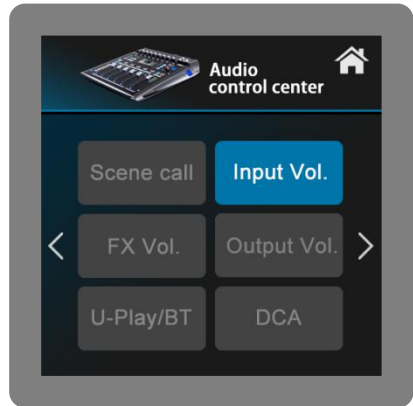 Audio
control center
Scene call
Input Vol.
FX Vol.
Output Vol.
U-Play/BT
DCA